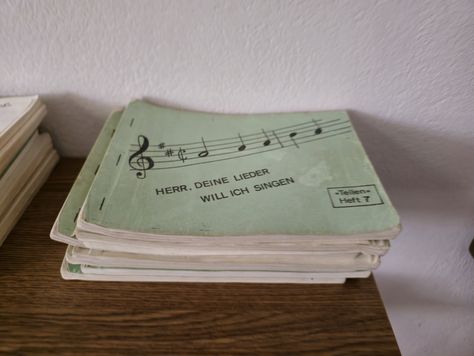 HERR, DEINE LIEDER
WILL ICH SINGEN
-Teilen-
Heft 7